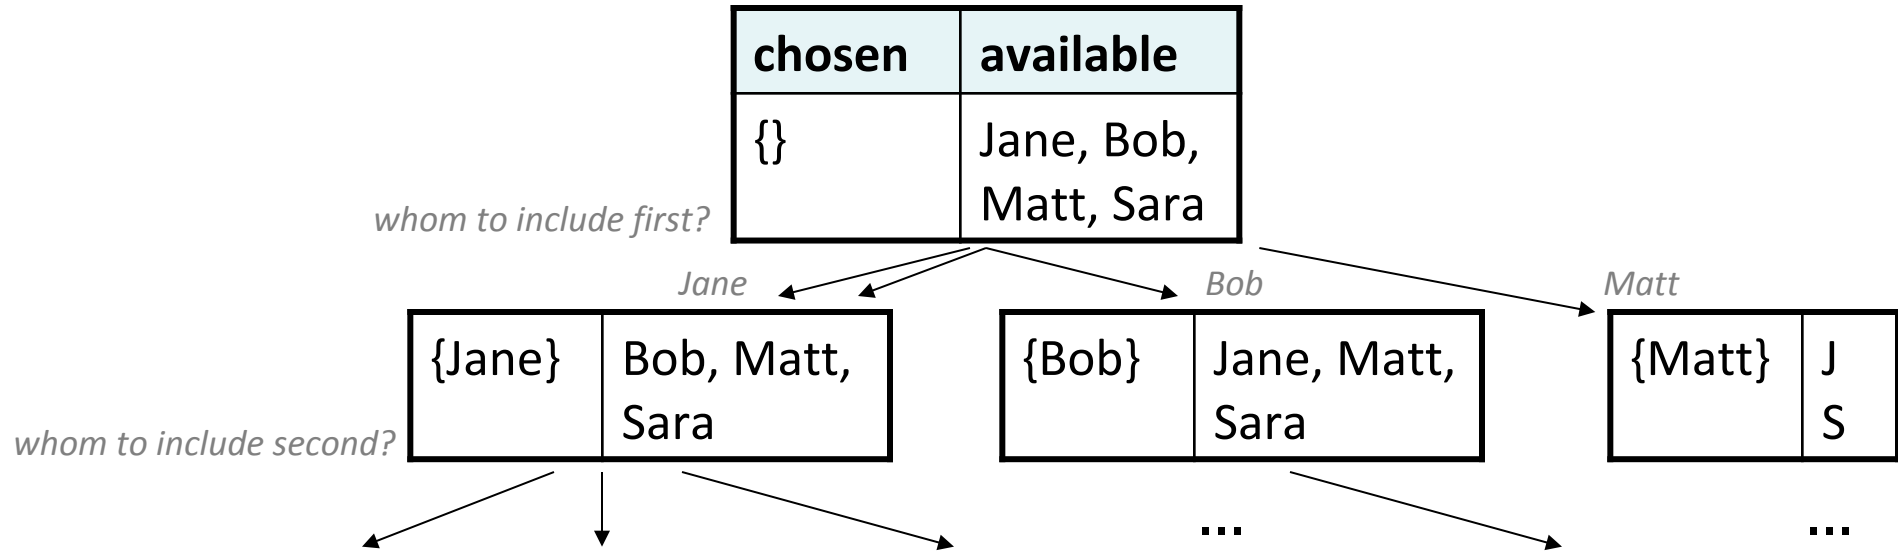 chosen available
{} Jane, Bob,
Matt, Sara
whom to include first?
Jane Bob Matt
{Jane} Bob, Matt, {Bob} Jane, Matt, {Matt} J
Sara Sara S
whom to include second?
... ...